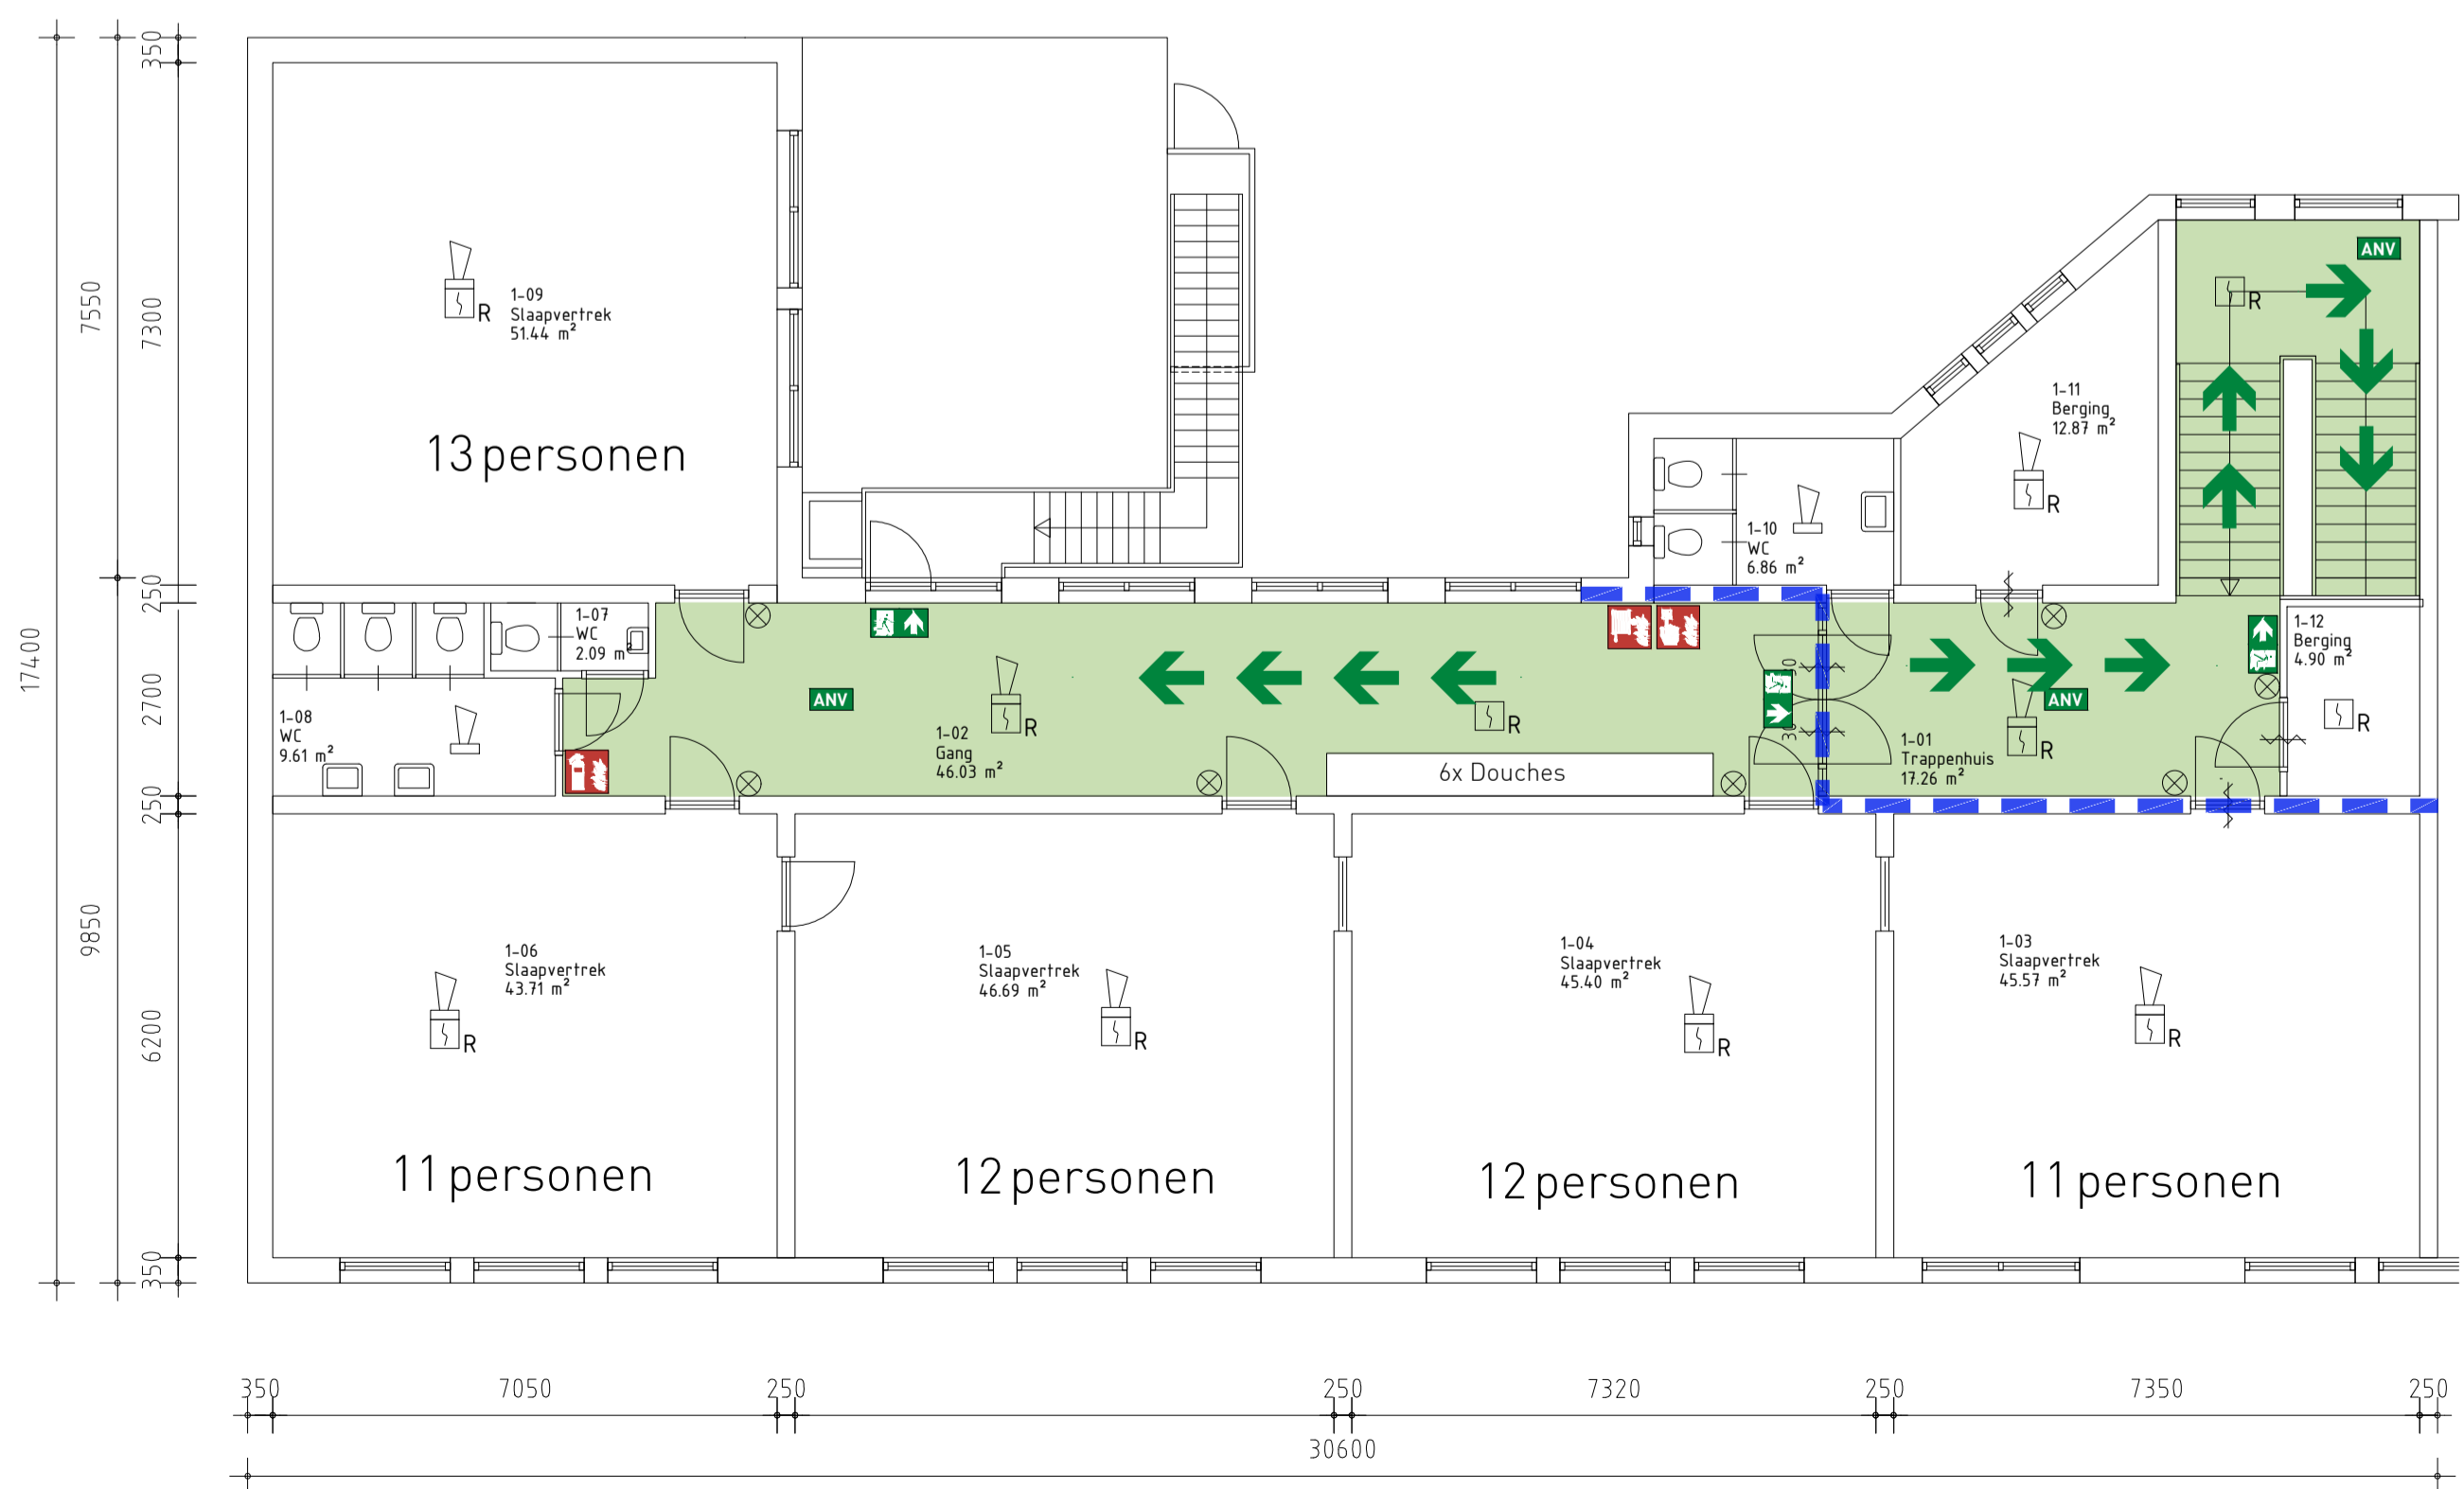 350
7550
7300
17400
250
2700
250
9850
6200
350
1-09
Slaapvertrek
51.44 m²
R
13 personen
1-07
WC
2.09 m²
1-08
WC
9.61 m²
ANV
1-02
Gang
46.03 m²
R
R
6x Douches
1-10
WC
6.86 m²
1-11
Berging
12.87 m²
R
ANV
R
1-12
Berging
4.90 m²
R
ANV
1-01
Trappenhuis
17.26 m²
R
1-06
Slaapvertrek
43.71 m²
R
11 personen
1-05
Slaapvertrek
46.69 m²
R
12 personen
1-04
Slaapvertrek
45.40 m²
R
12 personen
1-03
Slaapvertrek
45.57 m²
R
11 personen
350 7050 250 250 7320 250 7350 250
30600